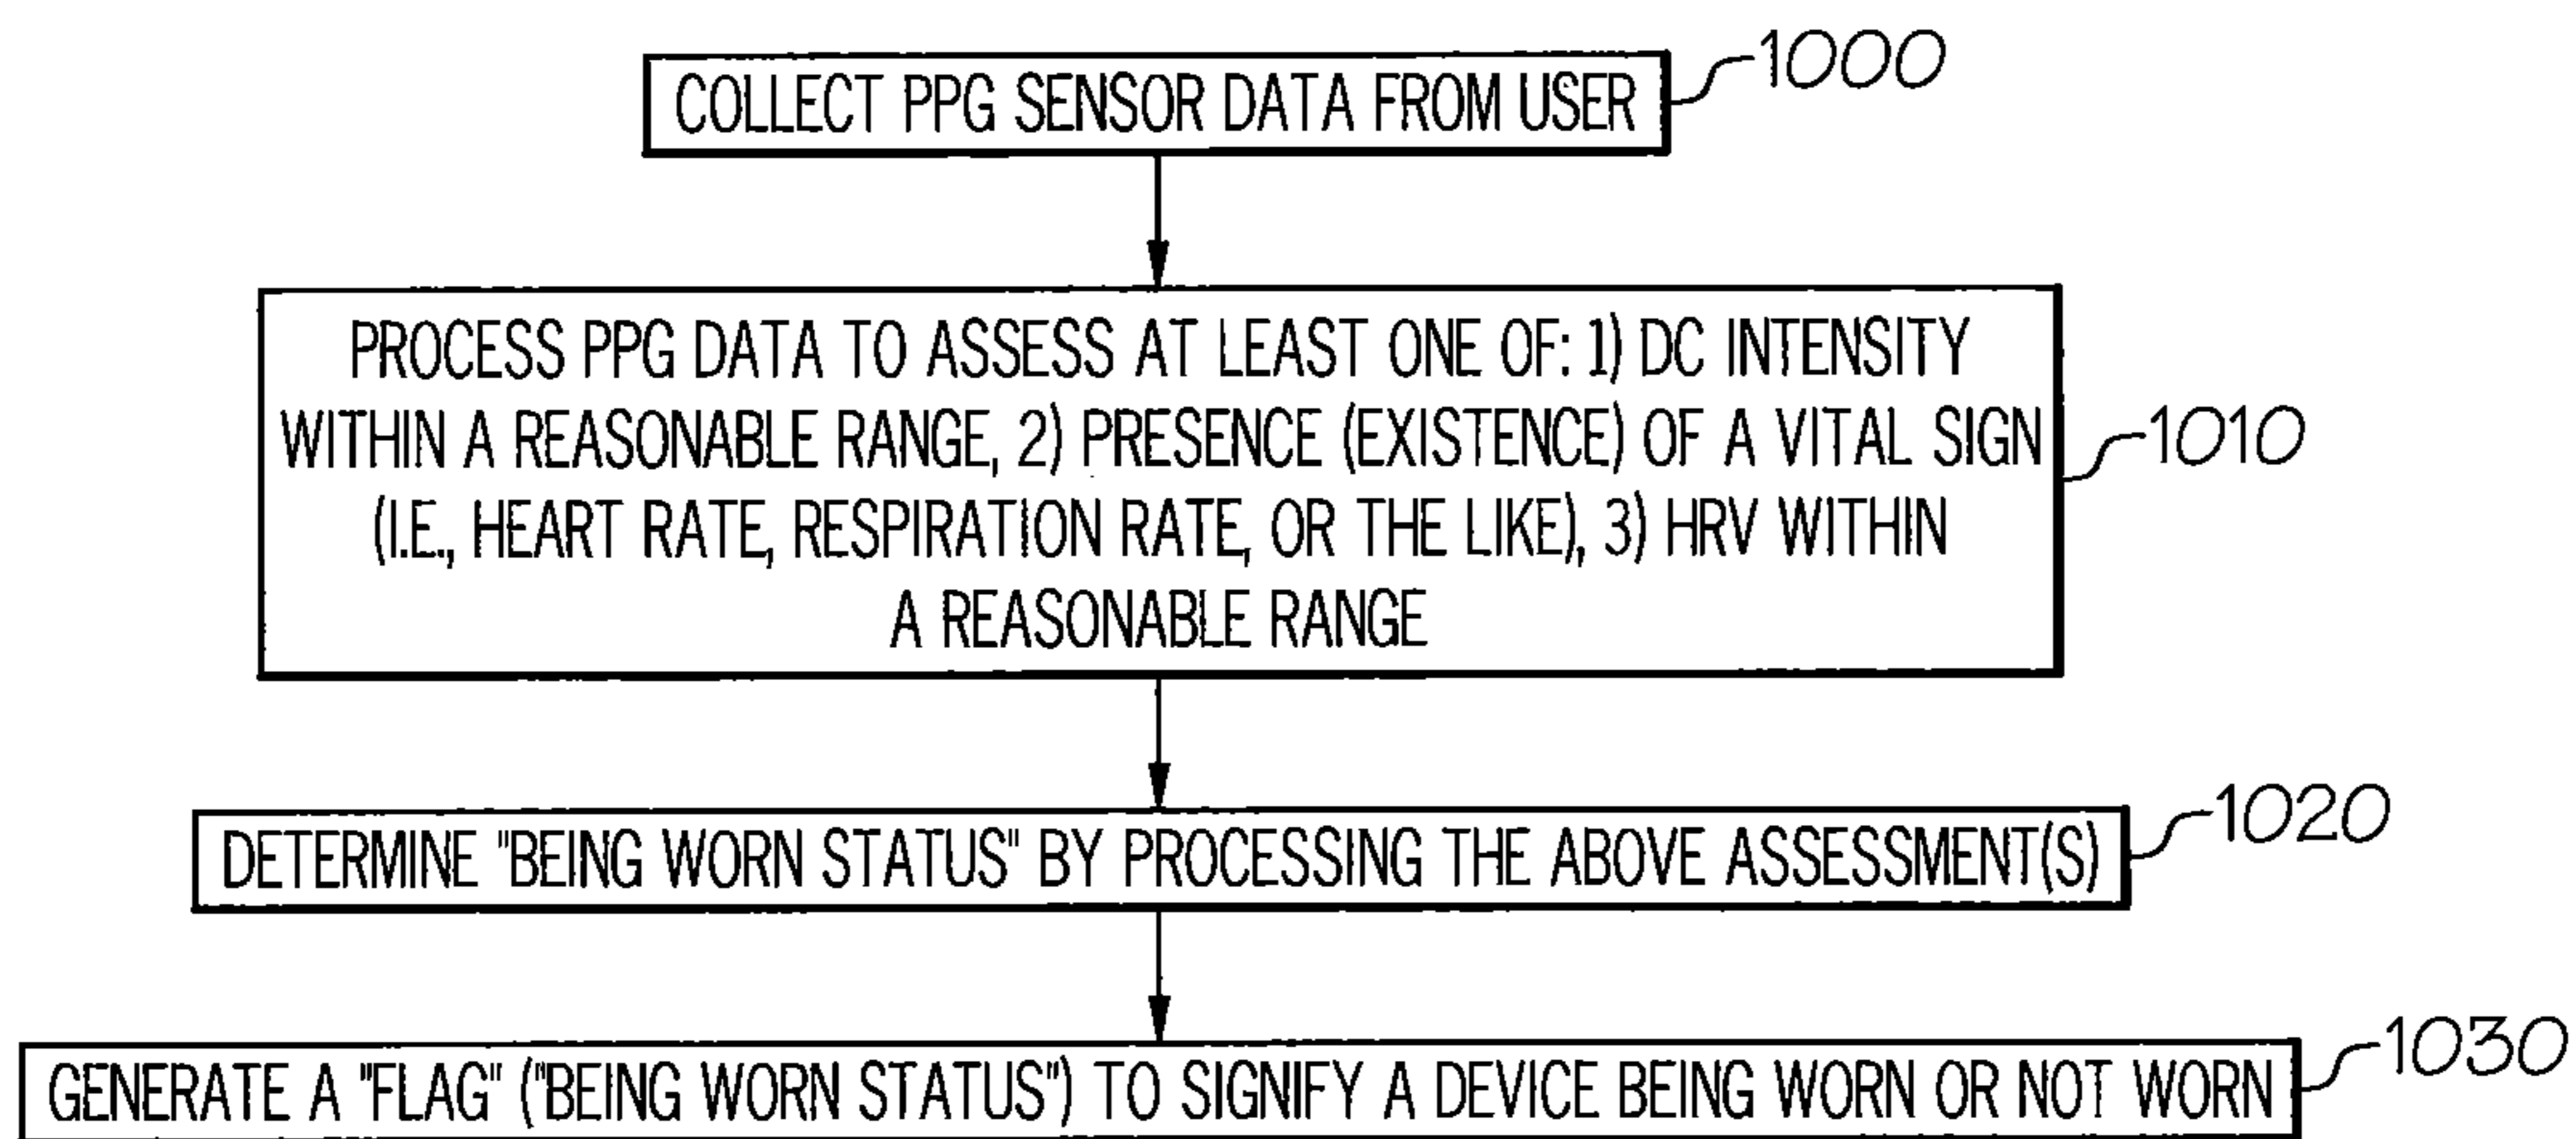 COLLECT PPG SENSOR DATA FROM USER
1000
PROCESS PPG DATA TO ASSESS AT LEAST ONE OF: 1) DC INTENSITY
WITHIN A REASONABLE RANGE, 2) PRESENCE (EXISTENCE) OF A VITAL SIGN
(I.E., HEART RATE, RESPIRATION RATE, OR THE LIKE), 3) HRV WITHIN
A REASONABLE RANGE
1010
DETERMINE "BEING WORN STATUS" BY PROCESSING THE ABOVE ASSESSMENT(S)
1020
GENERATE A "FLAG" ("BEING WORN STATUS") TO SIGNIFY A DEVICE BEING WORN OR NOT WORN
1030